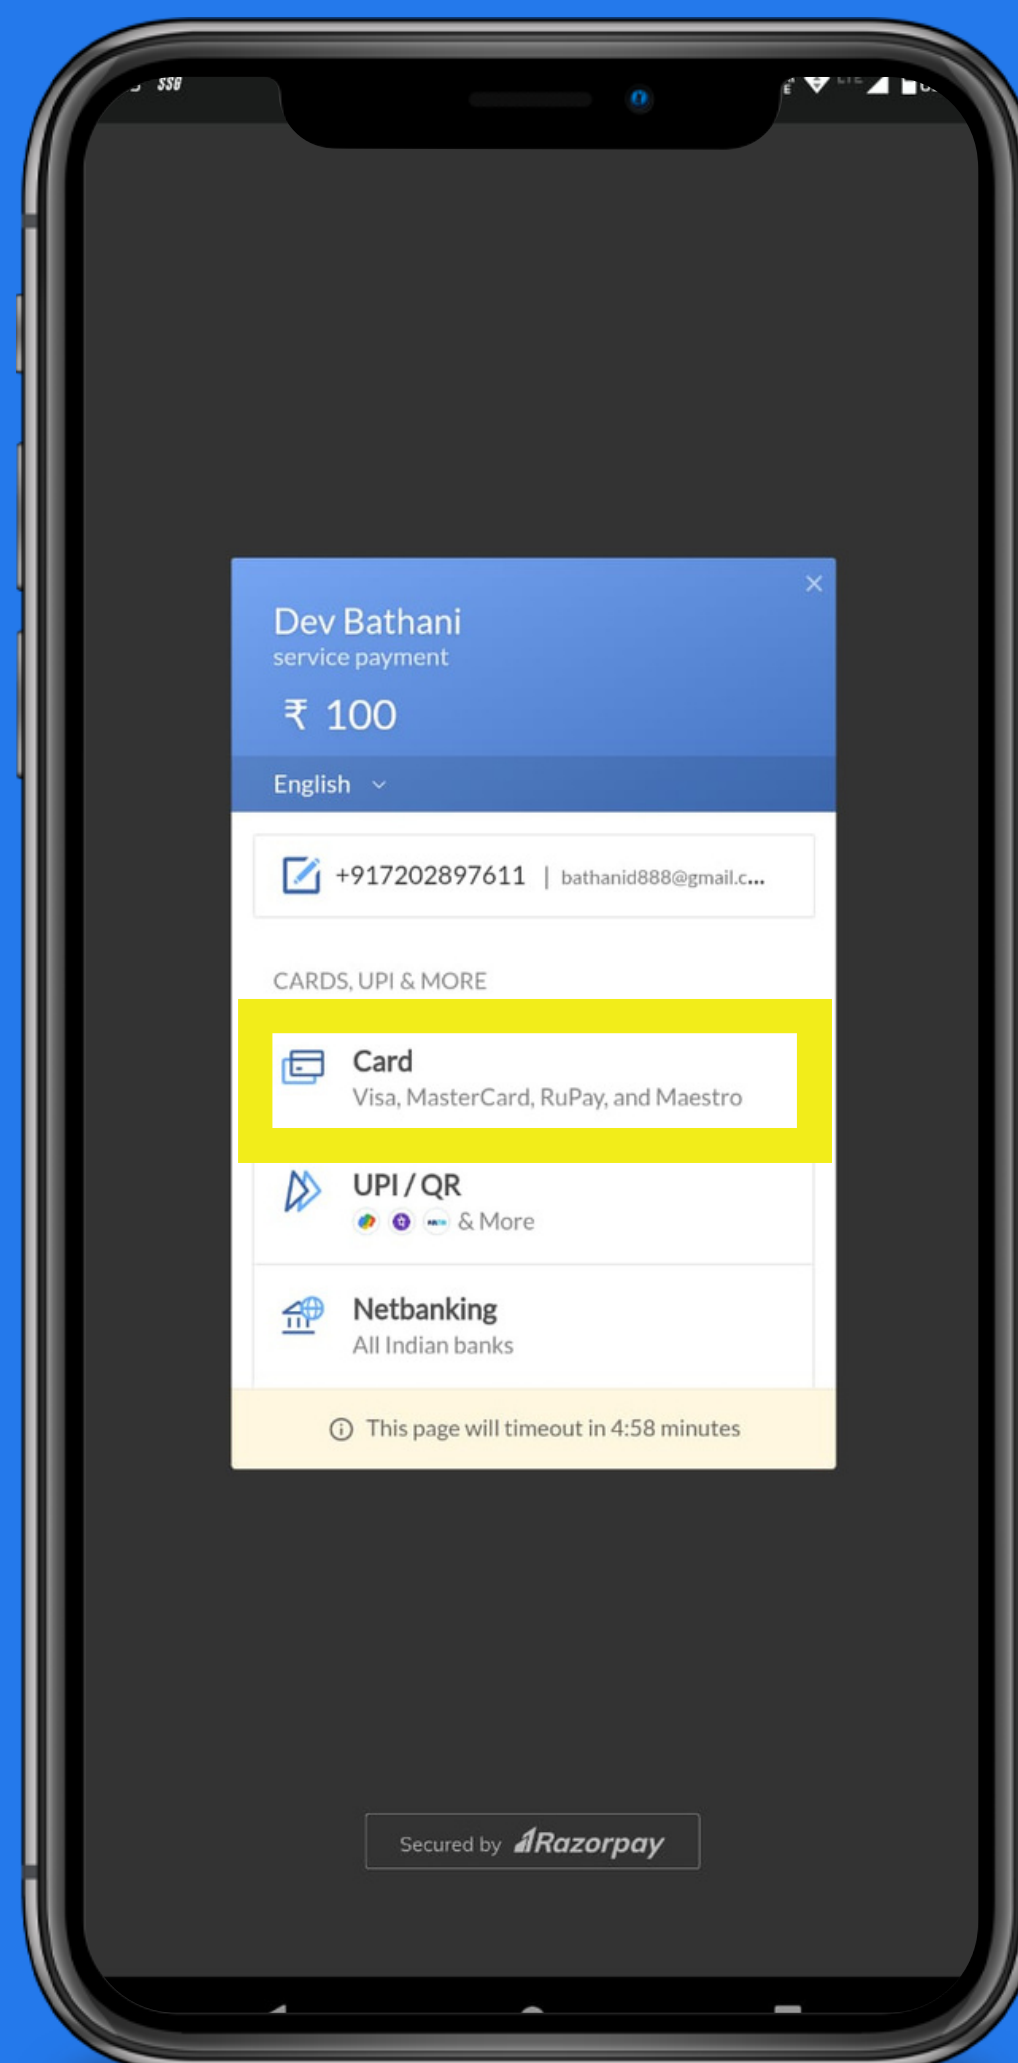 Dev Bathani
service payment
₹ 100
English
+917202897611 | bathanid888@gmail.c...
CARDS, UPI & MORE
Card
Visa, MasterCard, RuPay, and Maestro
UPI / QR
& More
Netbanking
All Indian banks
This page will timeout in 4:58 minutes
Secured by Razorpay